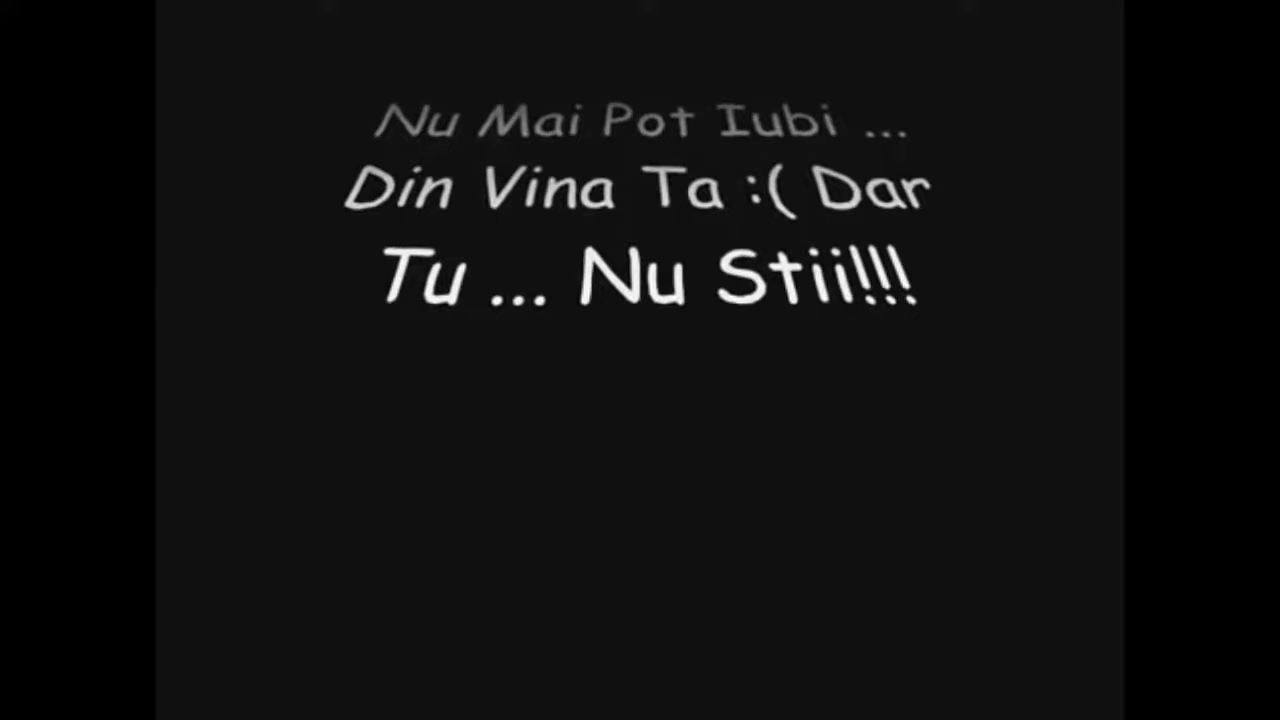 Nu Mai Pot Iubi ...
Din Vina Ta :( Dar
Tu ... Nu Stii!!!